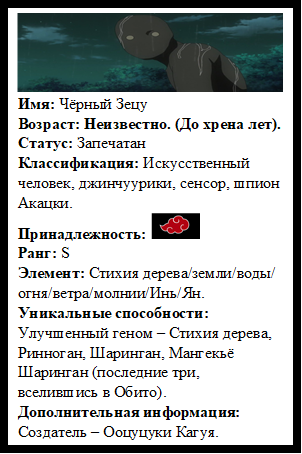 Имя: Чёрный Зецу
Возраст: Неизвестно. (До хрена лет).
Статус: Запечатан
Классификация: Искусственный
человек, джинчуурики, сенсор, шпион
Акацки.
Принадлежность:
Ранг: S
Элемент: Стихия дерева/земли/воды/
огня/ветра/молнии/Инь/Ян.
Уникальные способности:
Улучшенный геном – Стихия дерева,
Ринноган, Шаринган, Мангекьё
Шаринган (последние три,
вселившись в Обито).
Дополнительная информация:
Создатель – Ооцуцуки Кагуя.